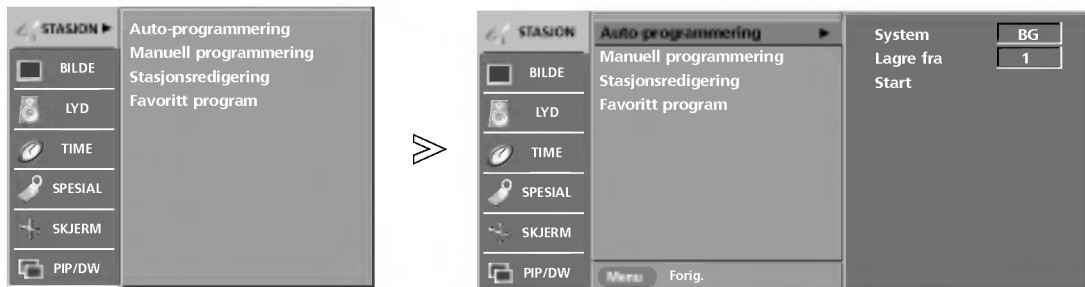 STASJON
Auto-programmering
Manuell programmering
Stasjonsredigering
Favoritt program
BILDE
LYD
TIME
SPESIAL
SKJERM
PIP/DW
STASJON
Auto-programmering
Manuell programmering
Stasjonsredigering
Favoritt program
BILDE
LYD
TIME
SPESIAL
SKJERM
PIP/DW
Menu Forig.
System BG
Lagre fra 1
Start